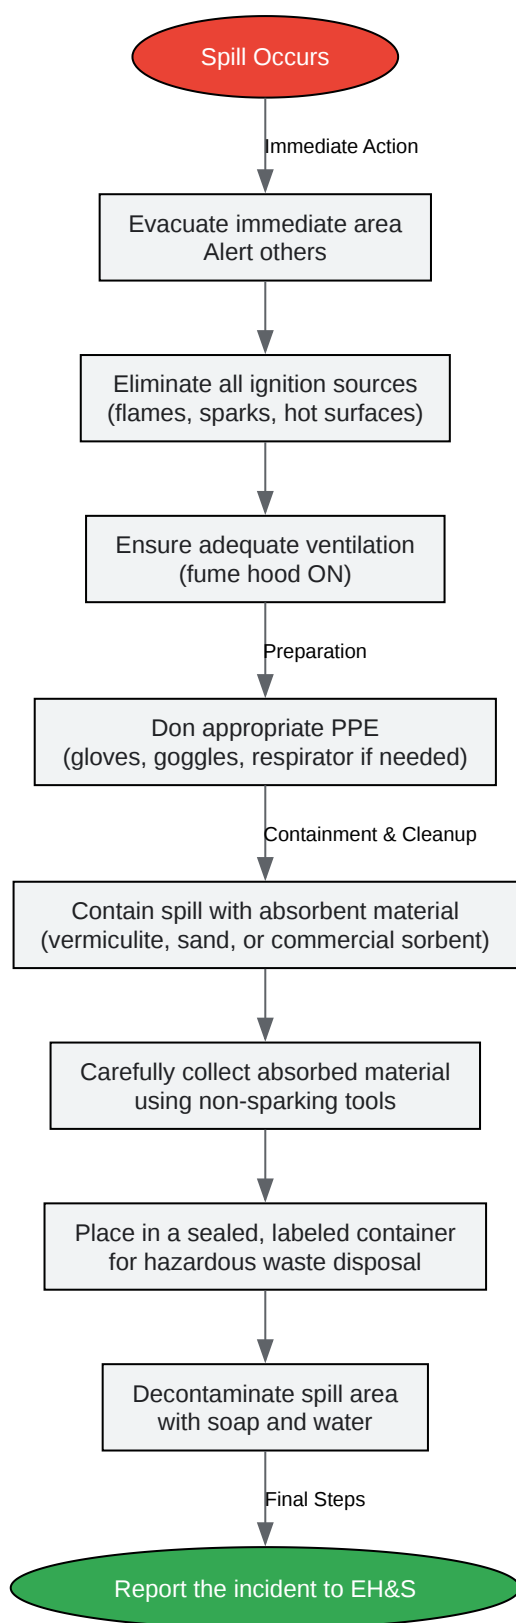 Spill Occurs
Immediate Action
Evacuate immediate area
Alert others
Eliminate all ignition sources
(flames, sparks, hot surfaces)
Ensure adequate ventilation
(fume hood ON)
Preparation
Don appropriate PPE
(gloves, goggles, respirator if needed)
Containment & Cleanup
Contain spill with absorbent material
(vermiculite, sand, or commercial sorbent)
Carefully collect absorbed material
using non-sparking tools
Place in a sealed, labeled container
for hazardous waste disposal
Decontaminate spill area
with soap and water
Final Steps
Report the incident to EH&S